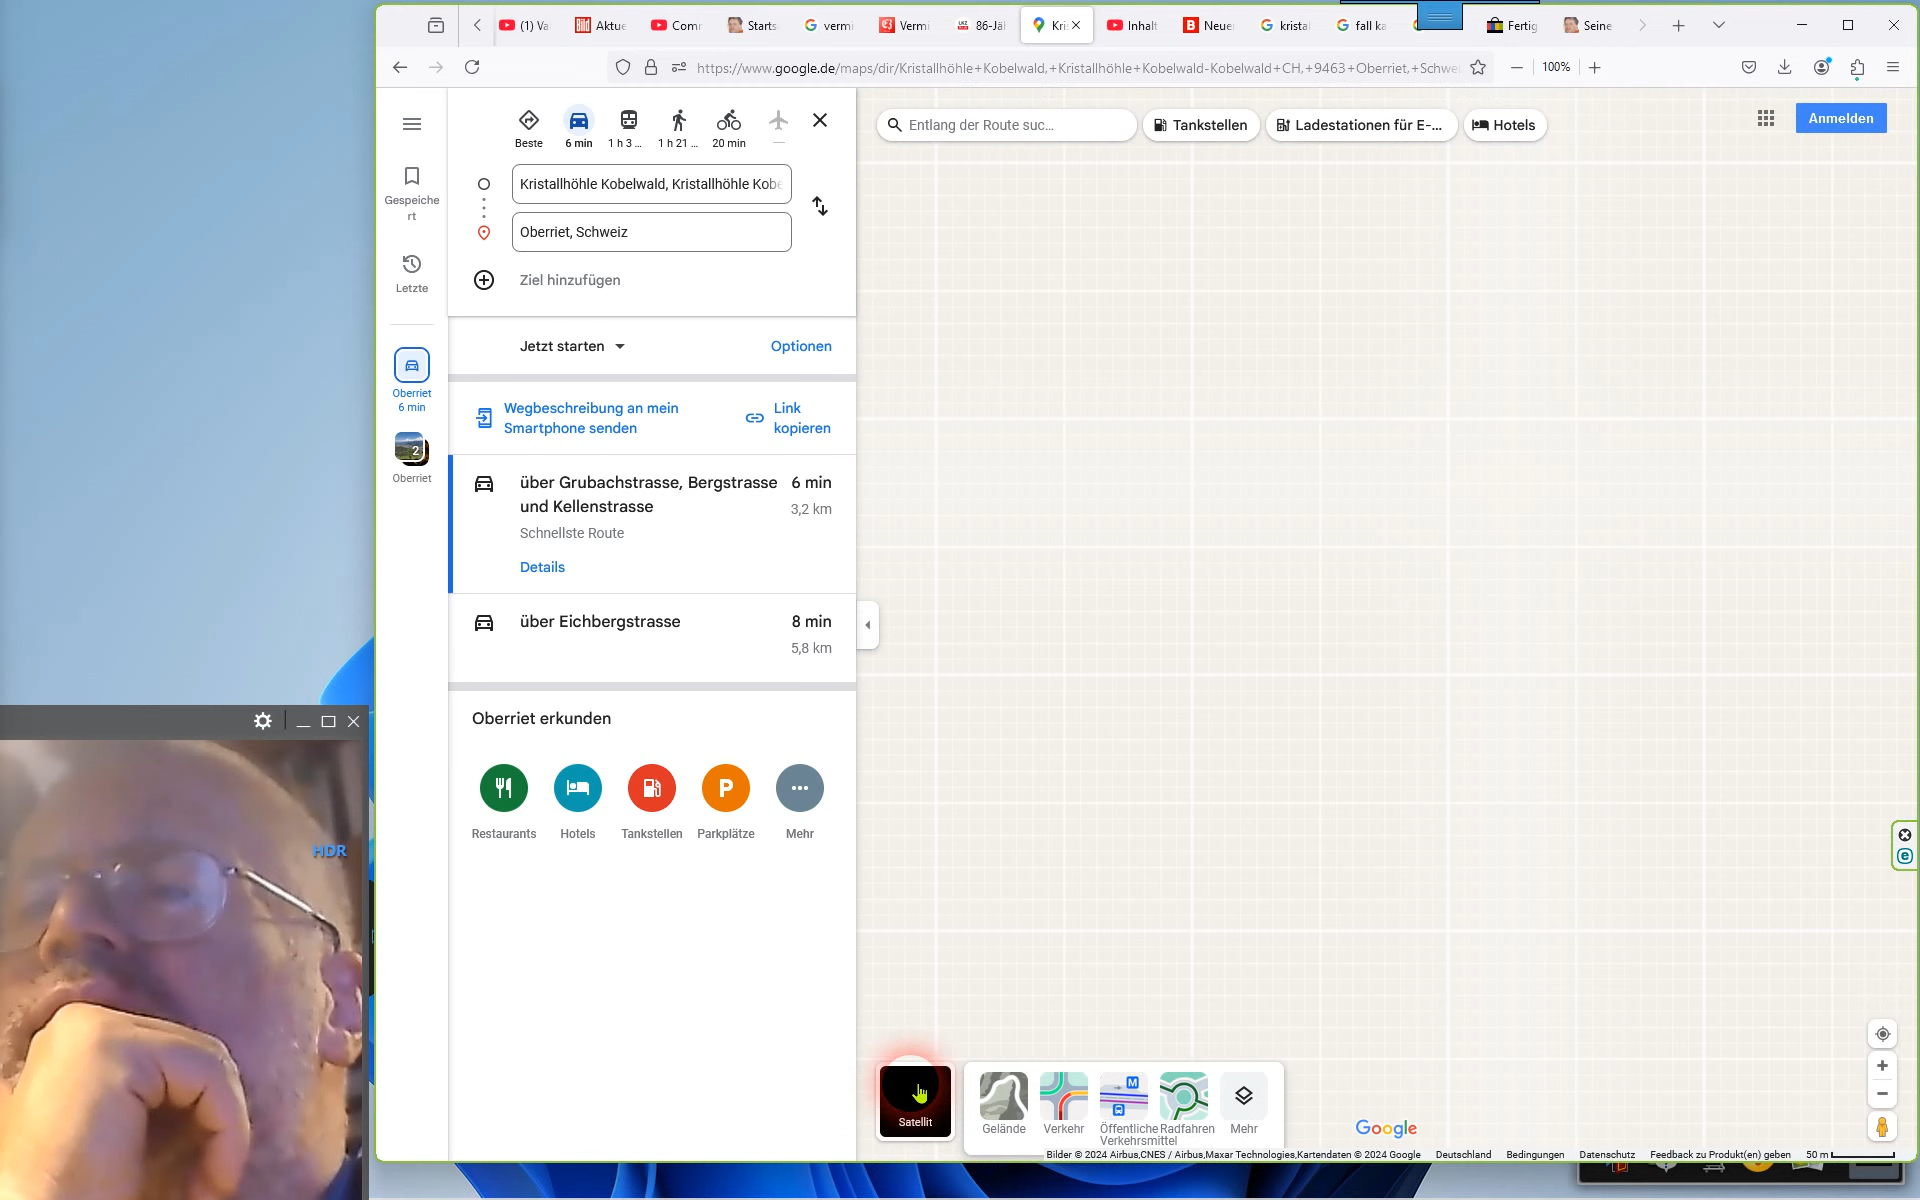 (1) Va
Aktue
Comr
Starts
vermi
Vermi
86-Jäl
Kris
Inhalt
Neue
krista
fall ka
Fertig
Seine
https://www.google.de/maps/dir/Kristallhöhle+Kobelwald,+Kristallhöhle+Kobelwald-Kobelwald+CH,+9463+Oberriet,+Schwe
100%
Beste
6 min
1 h 3 ...
1 h 21 ...
20 min
—
Gespeiche
rt
Letzte
Oberriet
6 min
2
Oberriet
Kristallhöhle Kobelwald, Kristallhöhle Kobe
Oberriet, Schweiz
Ziel hinzufügen
Jetzt starten
Optionen
Wegbeschreibung an mein
Smartphone senden
Link
kopieren
über Grubachstrasse, Bergstrasse
und Kellenstrasse
6 min
3,2 km
Schnellste Route
Details
über Eichbergstrasse
8 min
5,8 km
Oberriet erkunden
P
Restaurants
Hotels
Tankstellen
Parkplätze
Mehr
Entlang der Route suc...
Tankstellen
Ladestationen für E-...
Hotels
Anmelden
HDR
Satellit
Gelände
Verkehr
M
Öffentliche
Verkehrsmittel
Radfahren
Mehr
Google
Bilder © 2024 Airbus,CNES / Airbus,Maxar Technologies,Kartendaten © 2024 Google
Deutschland
Bedingungen
Datenschutz
Feedback zu Produkt(en) geben
50 m